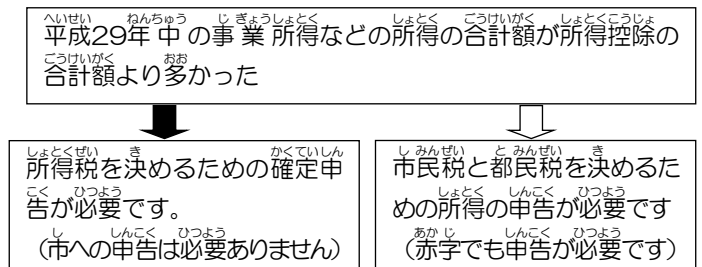 平成29年中の事業所得などの所得の合計額が所得控除の
合計額より多かった
所得税を決めるための確定申
告が必要です。
（市への申告は必要ありません）
市民税と都民税を決めるた
めの所得の申告が必要です
（赤字でも申告が必要です）